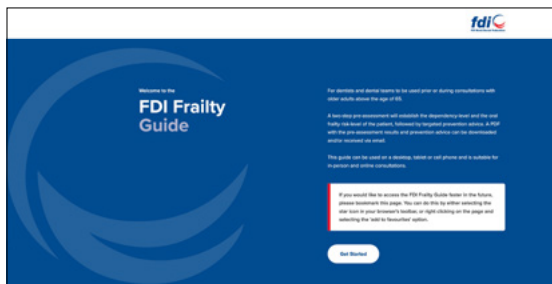 fdi
FDI World Dental Federation
Welcome to the
FDI Frailty
Guide
For dentists and dental teams to be used prior or during consultations with
older adults above the age of 65.
A two-step pre-assessment will establish the dependency-level and the oral
frailty risk-level of the patient, followed by targeted prevention advice. A PDF
with the pre-assessment results and prevention advice can be downloaded
and/or received via email.
This guide can be used on a desktop, tablet or cell phone and is suitable for
in-person and online consultations.
If you would like to access the FDI Frailty Guide faster in the future,
please bookmark this page. You can do this by either selecting the
star icon in your browser's toolbar, or right clicking on the page and
selecting the 'add to favourites' option.
Get Started